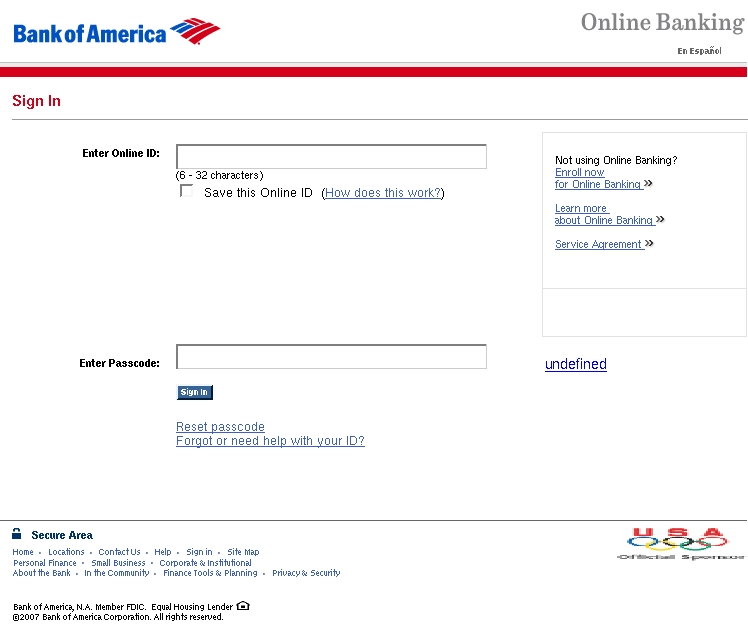 Bank of America
Online Banking
En Español
Sign In
Enter Online ID:
(6 - 32 characters)
Save this Online ID (How does this work?)
Not using Online Banking?
Enroll now
for Online Banking »
Learn more
about Online Banking »
Service Agreement »
Enter Passcode:
undefined
Sign In
Reset passcode
Forgot or need help with your ID?
Secure Area
USA
Official Sponsor
Home • Locations • Contact Us • Help • Sign in • Site Map
Personal Finance • Small Business • Corporate & Institutional
About the Bank • In the Community • Finance Tools & Planning • Privacy & Security
Bank of America, N.A. Member FDIC. Equal Housing Lender
©2007 Bank of America Corporation. All rights reserved.